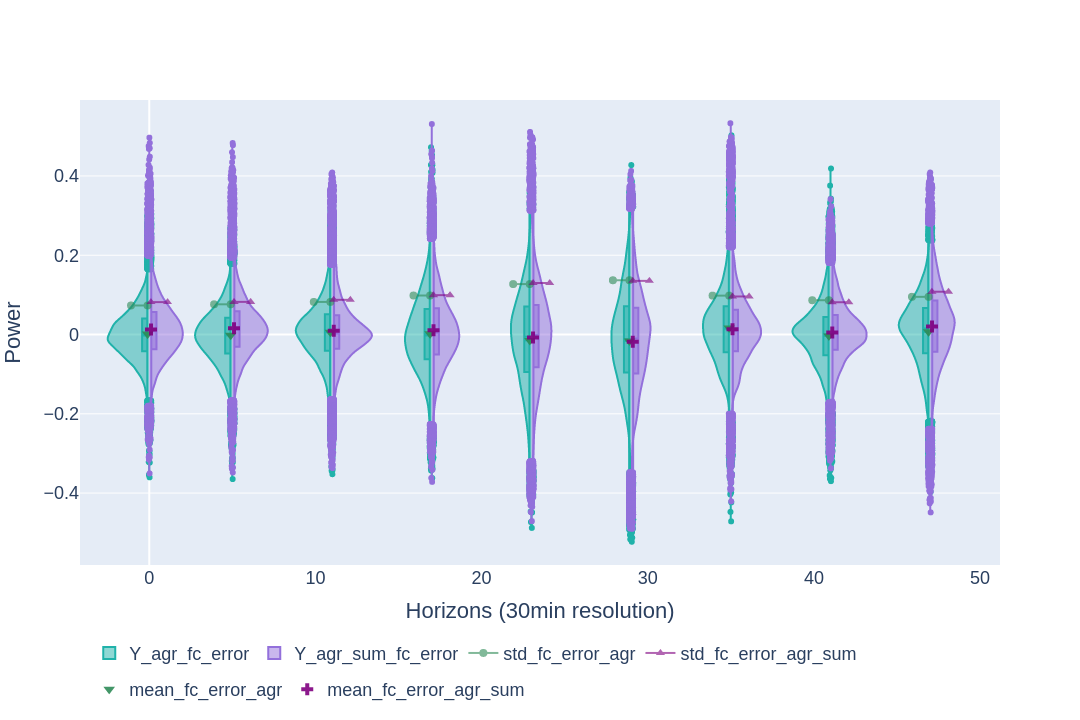 0.4
0.2
0
−0.2
−0.4
Power
0 10 20 30 40 50
Horizons (30min resolution)
Y_agr_fc_error Y_agr_sum_fc_error std_fc_error_agr std_fc_error_agr_sum
mean_fc_error_agr mean_fc_error_agr_sum